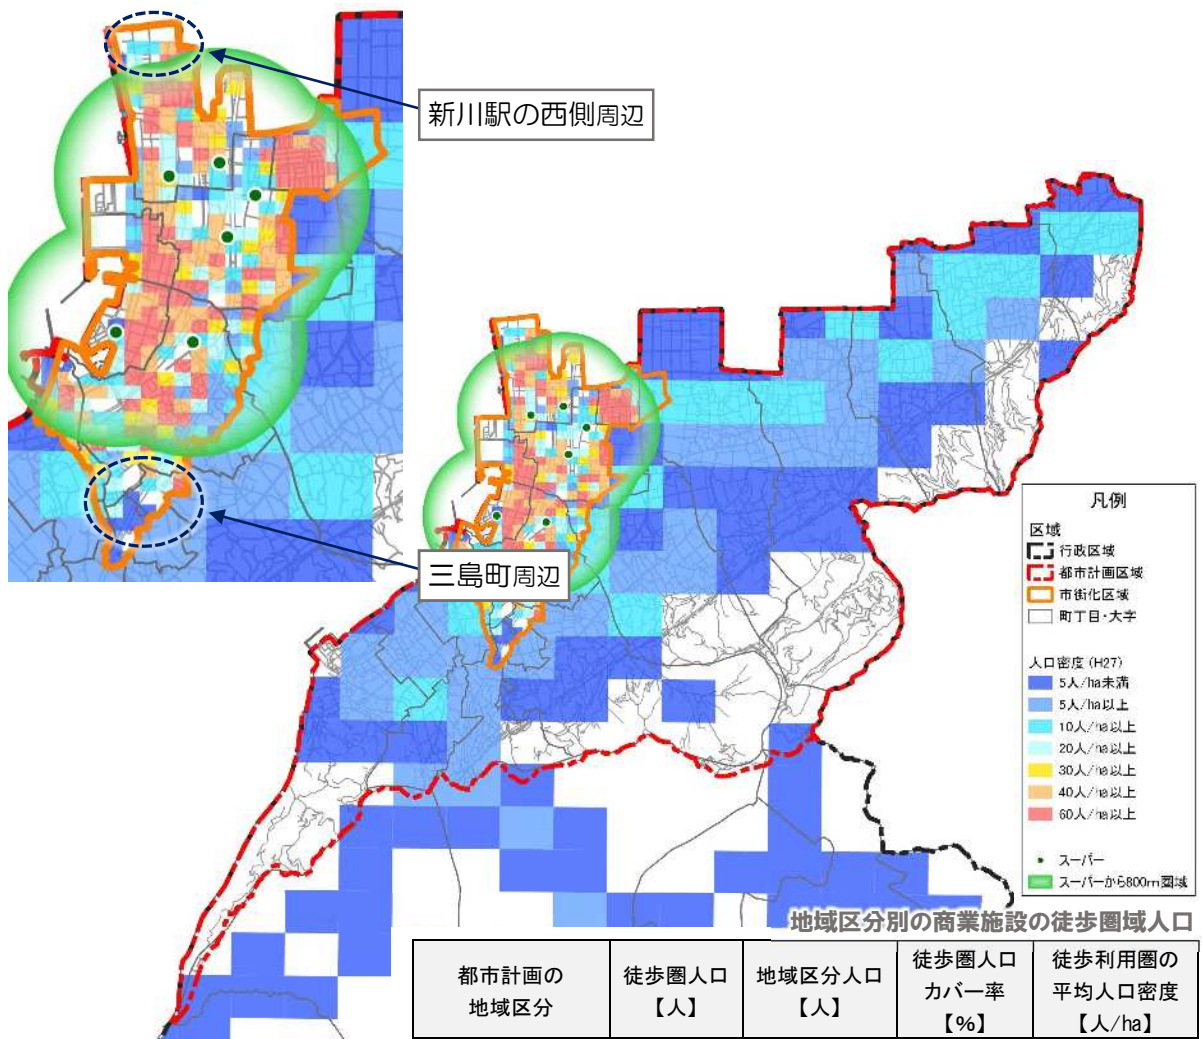 新川駅の西側周辺
三島町周辺
凡例
区域
行政区域
都市計画区域
市街化区域
町丁目・大字
人口密度(H27)
5人/ha未満
5人/ha以上
10人/ha以上
20人/ha以上
30人/ha以上
40人/ha以上
60人/ha以上
スーパー
スーパーから800m圏域
地域区分別の商業施設の徒歩圏域人口
都市計画の
地域区分
徒歩圏人口
【人】
地域区分人口
【人】
徒歩圏人口
カバー率
【%】
徒歩利用圏の
平均人口密度
【人/ha】